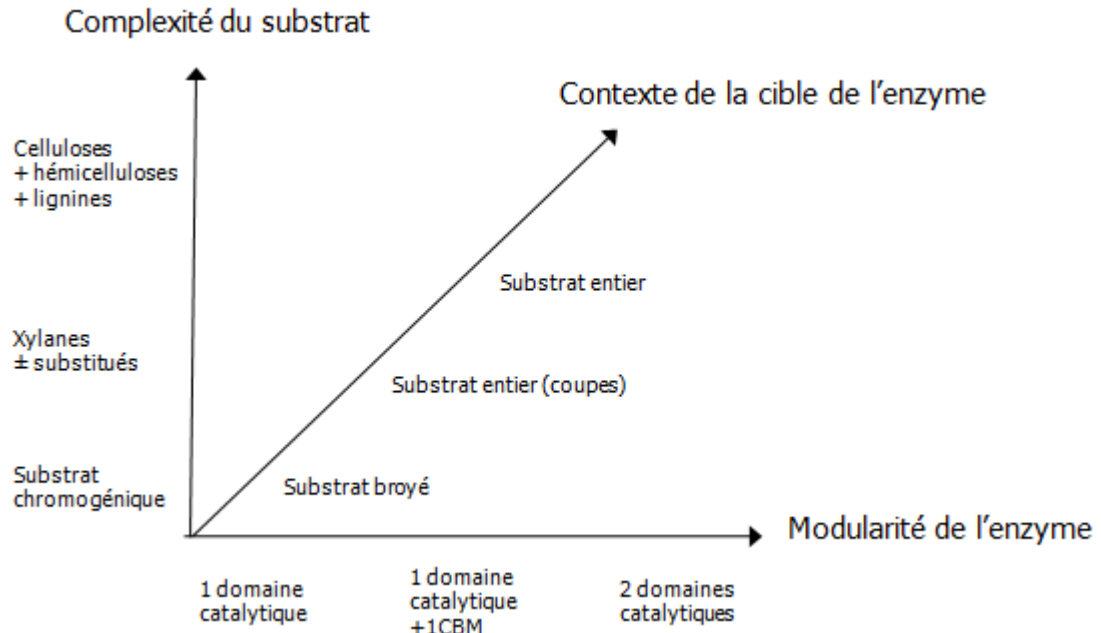 Complexité du substrat
Contexte de la cible de l'enzyme
Celluloses
+ hémicelluloses
+ lignines
Substrat entier
Xylanes
± substitués
Substrat entier (coupes)
Substrat
chromogénique
Substrat broyé
Modularité de l'enzyme
1 domaine
catalytique
1 domaine
catalytique
+1CBM
2 domaines
catalytiques